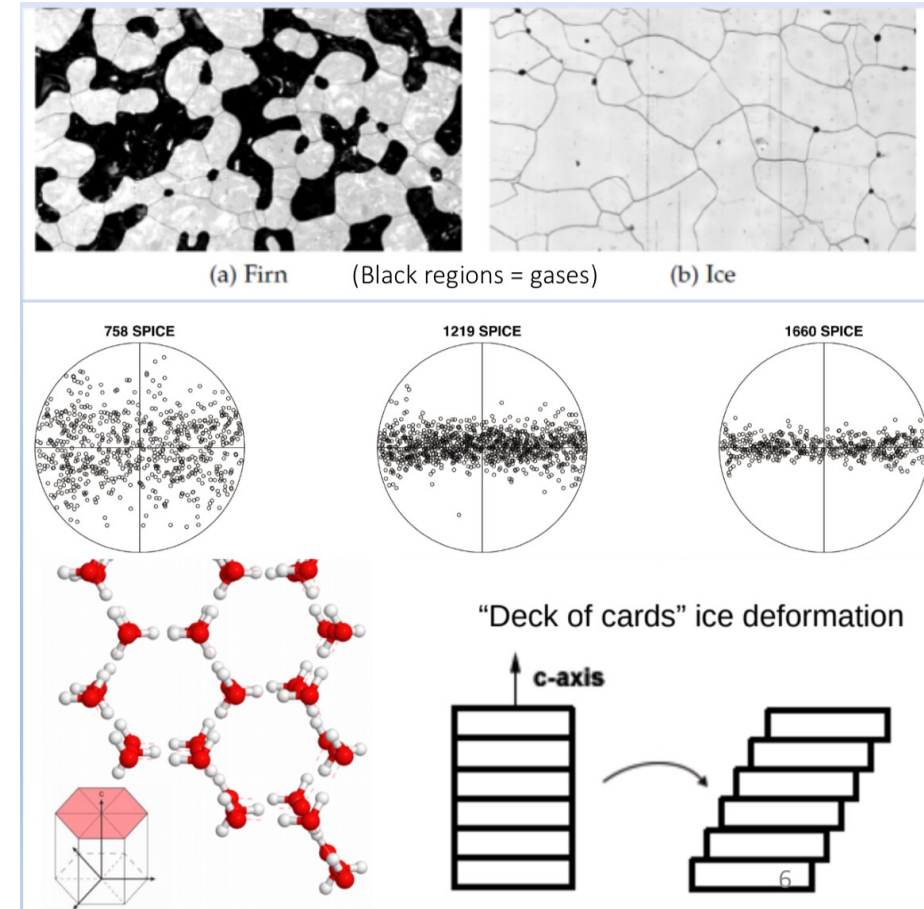 (a) Firn (Black regions = gases) (b) Ice
758 SPICE 1219 SPICE 1660 SPICE
“Deck of cards” ice deformation
c-axis
c
6